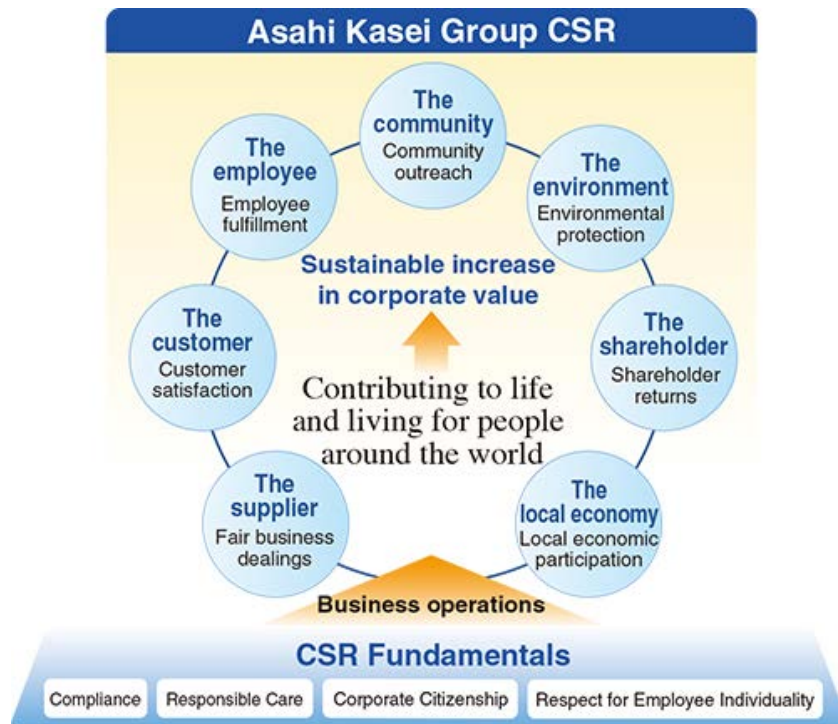 Asahi Kasei Group CSR
The
community
Community
outreach
The
employee
Employee
fulfillment
The
environment
Environmental
protection
Sustainable increase
in corporate value
The
customer
Customer
satisfaction
The
shareholder
Shareholder
returns
Contributing to life
and living for people
around the world
The
supplier
Fair business
dealings
The
local economy
Local economic
participation
Business operations
CSR Fundamentals
Compliance
Responsible Care
Corporate Citizenship
Respect for Employee Individuality